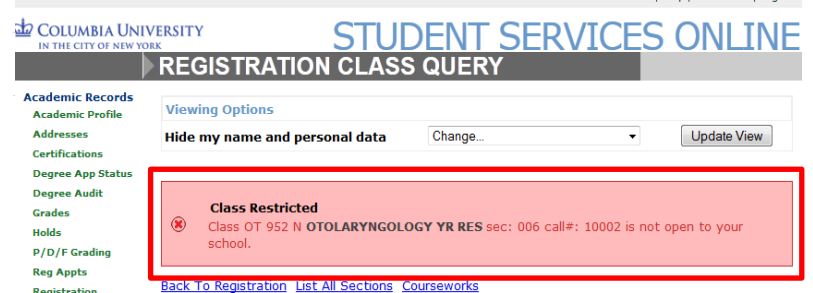 COLUMBIA UNIVERSITY
IN THE CITY OF NEW YORK
STUDENT SERVICES ONLINE
REGISTRATION CLASS QUERY
Academic Records
Academic Profile
Addresses
Certifications
Degree App Status
Degree Audit
Grades
Holds
P/D/F Grading
Reg Appts
Registration
Viewing Options
Hide my name and personal data Change... Update View
Class Restricted
Class OT 952 N OTOLARYNGOLOGY YR RES sec: 006 call#: 10002 is not open to your
school.
Back To Registration List All Sections Courseworks